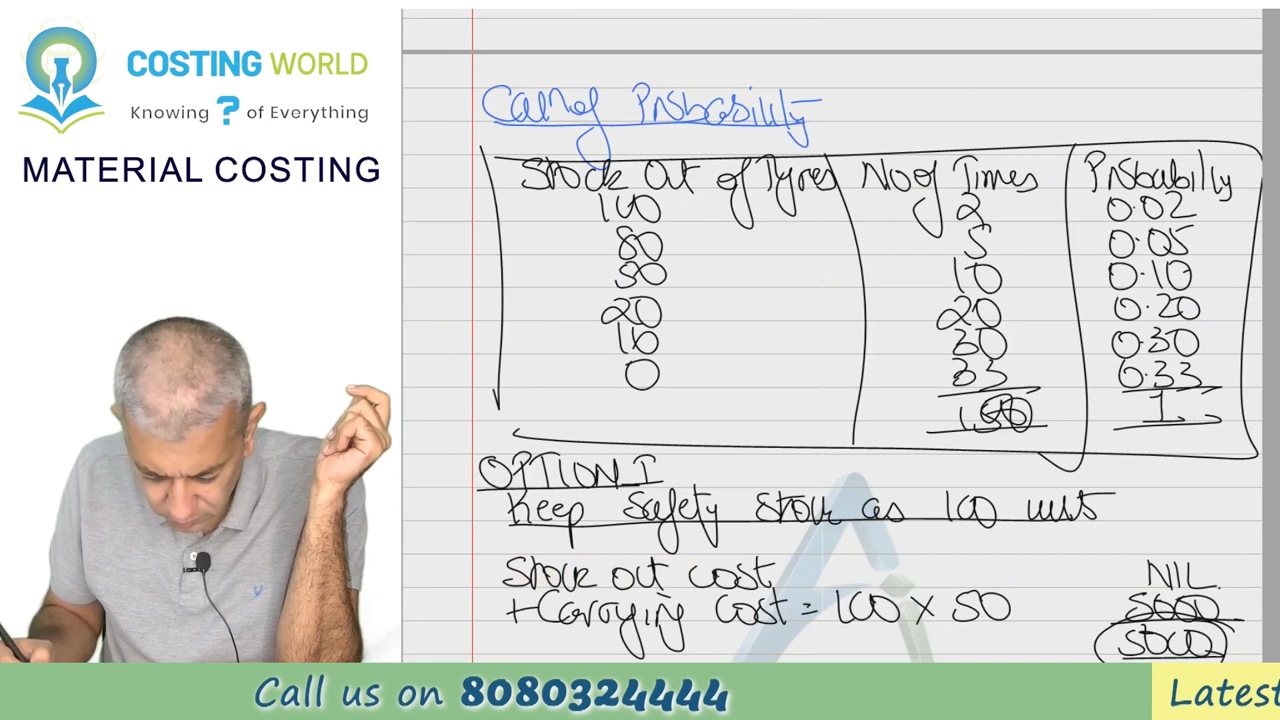 COSTING WORLD
Knowing ? of Everything
MATERIAL COSTING
Caln of Probability
Stock Out of Tyres No of Times Probability
100 2 0.02
80 5 0.05
50 10 0.10
20 20 0.20
10 30 0.30
0 33 0.33
100 1
OPTION I
Keep Safety Stock as 100 units
Stock out cost NIL
+Carrying cost = 100 × 50 5000
5000
Call us on 8080324444
Latest